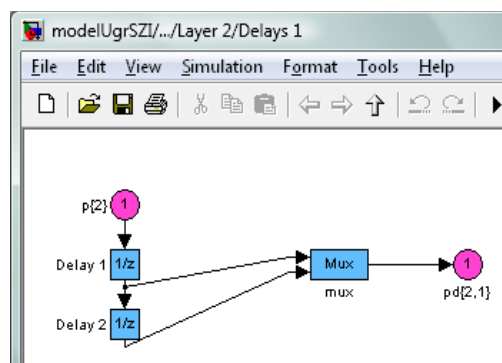 modelUgrSZI/.../Layer 2/Delays 1
File Edit View Simulation Format Tools Help
p{2} 1
Delay 1 1/z
Mux
1
mux
pd{2,1}
Delay 2 1/z